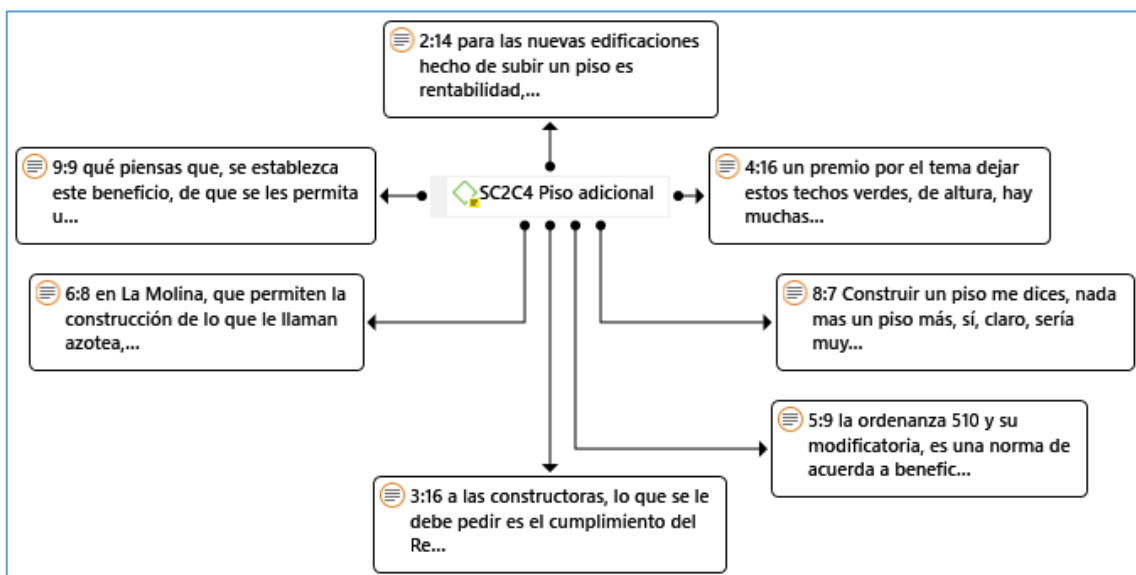 2:14 para las nuevas edificaciones
hecho de subir un piso es
rentabilidad,...
9:9 qué piensas que, se establezca
este beneficio, de que se les permita
u...
SC2C4 Piso adicional
4:16 un premio por el tema dejar
estos techos verdes, de altura, hay
muchas...
6:8 en La Molina, que permiten la
construcción de lo que le llaman
azotea,...
8:7 Construir un piso me dices, nada
mas un piso más, sí, claro, sería
muy...
5:9 la ordenanza 510 y su
modificatoria, es una norma de
acuerda a benefic...
3:16 a las constructoras, lo que se le
debe pedir es el cumplimiento del
Re...